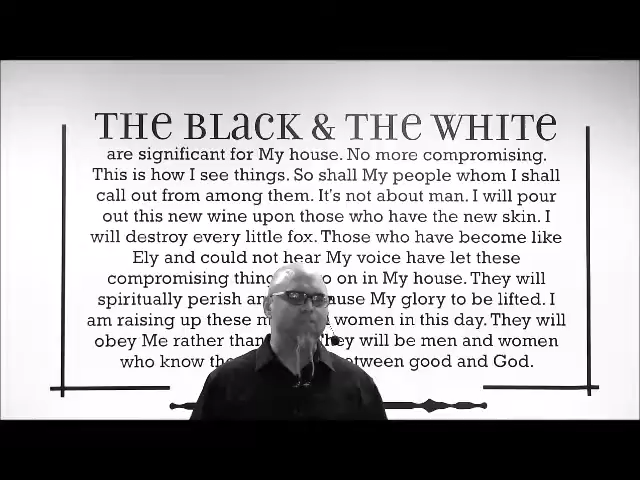 THE BLACK & THE WHITE
are significant for My house. No more compromising.
This is how I see things. So shall My people whom I shall
call out from among them. It's not about man. I will pour
out this new wine upon those who have the new skin. I
will destroy every little fox. Those who have become like
Ely and could not hear My voice have let these
compromising go on in My house. They will
spiritually perish My glory to be lifted. I
am raising up these women in this day. They will
obey Me rather than They will be men and women
who know the between good and God.